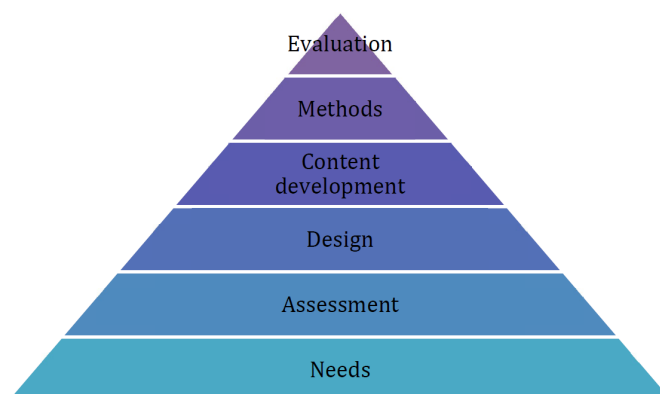 Evaluation
Methods
Content
development
Design
Assessment
Needs